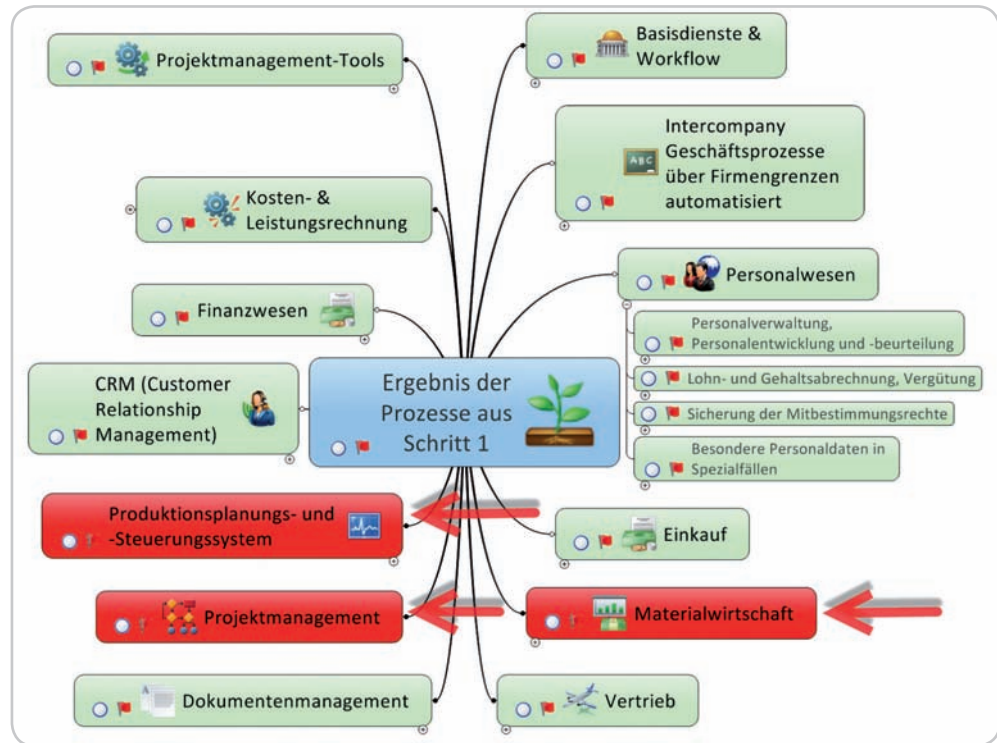 Projektmanagement-Tools
Basisdienste &
Workflow
Intercompany
Geschäftsprozesse
über Firmengrenzen
automatisiert
ABC
Kosten- &
Leistungsrechnung
Personalwesen
Finanzwesen
Personalverwaltung,
Personalentwicklung und -beurteilung
Lohn- und Gehaltsabrechnung, Vergütung
Sicherung der Mitbestimmungsrechte
Besondere Personaldaten in
Spezialfällen
CRM (Customer
Relationship
Management)
Ergebnis der
Prozesse aus
Schritt 1
Produktionsplanungs- und
-Steuerungssystem
Einkauf
Projektmanagement
Materialwirtschaft
A
Dokumentenmanagement
Vertrieb